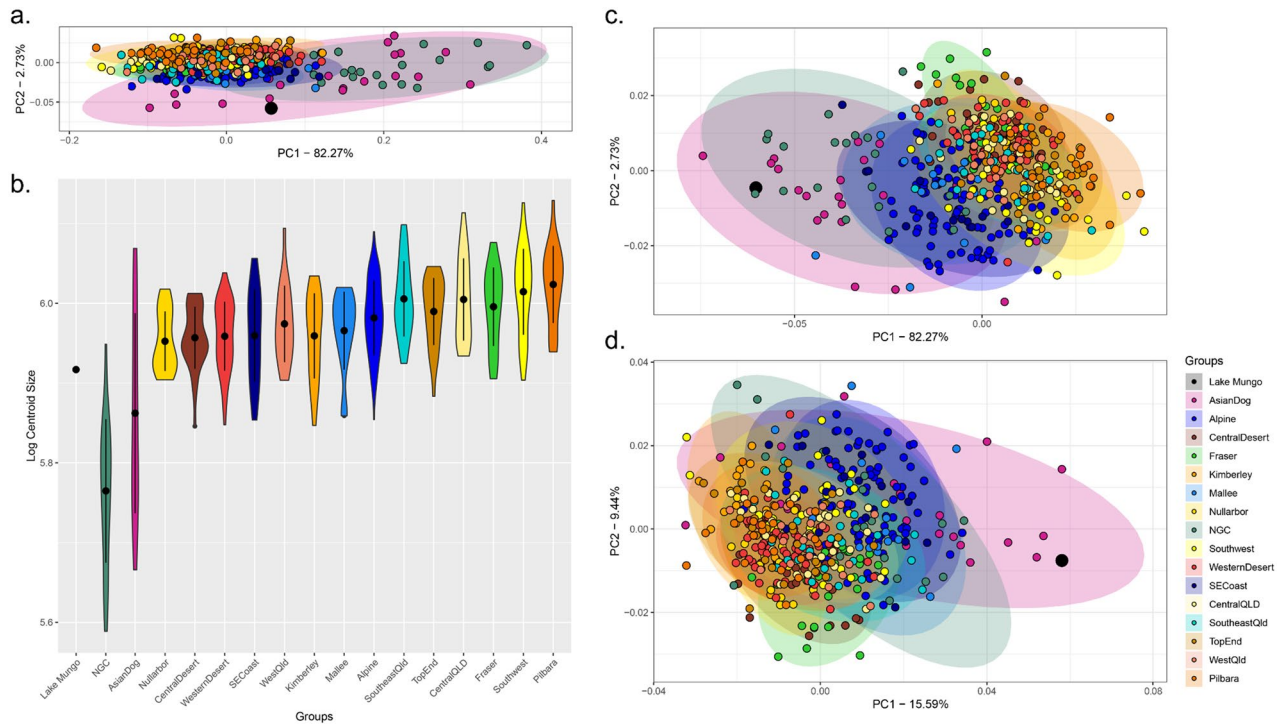 a.
PC2 − 2.73%
0.00
−0.05
−0.2
0.0
0.2
0.4
PC1 − 82.27%
b.
Log Centroid Size
6.0
5.8
5.6
Lake Mungo
NGC
AsianDog
Nullarbor
CentralDesert
WesternDesert
SECoast
WestQld
Kimberley
Mallee
Alpine
SoutheastQld
TopEnd
CentralQLD
Fraser
Southwest
Pilbara
Groups
c.
PC2 − 2.73%
0.02
0.00
−0.02
−0.05
0.00
PC1 − 82.27%
d.
PC2 − 9.44%
0.04
0.02
0.00
−0.02
−0.04
0.00
0.04
0.08
PC1 − 15.59%
Groups
Lake Mungo
AsianDog
Alpine
CentralDesert
Fraser
Kimberley
Mallee
Nullarbor
NGC
Southwest
WesternDesert
SECoast
CentralQLD
SoutheastQld
TopEnd
WestQld
Pilbara